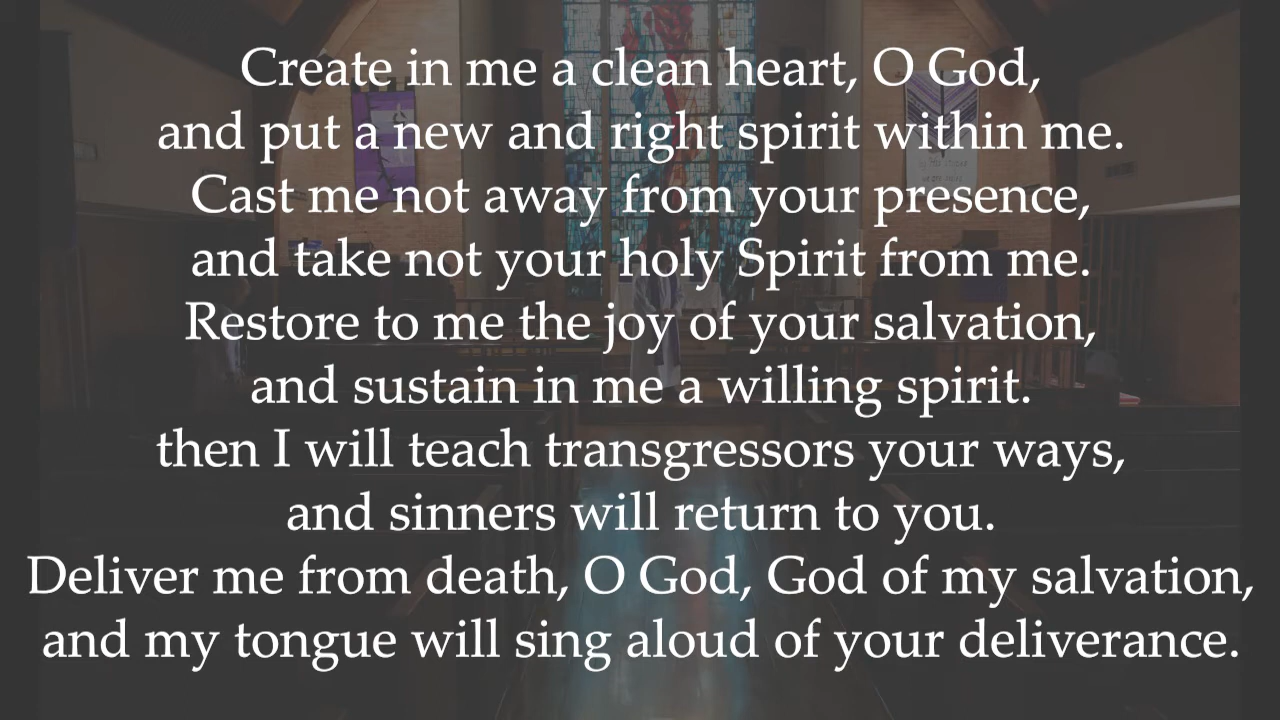 Create in me a clean heart, O God,
and put a new and right spirit within me.
Cast me not away from your presence,
and take not your holy Spirit from me.
Restore to me the joy of your salvation,
and sustain in me a willing spirit.
then I will teach transgressors your ways,
and sinners will return to you.
Deliver me from death, O God, God of my salvation,
and my tongue will sing aloud of your deliverance.